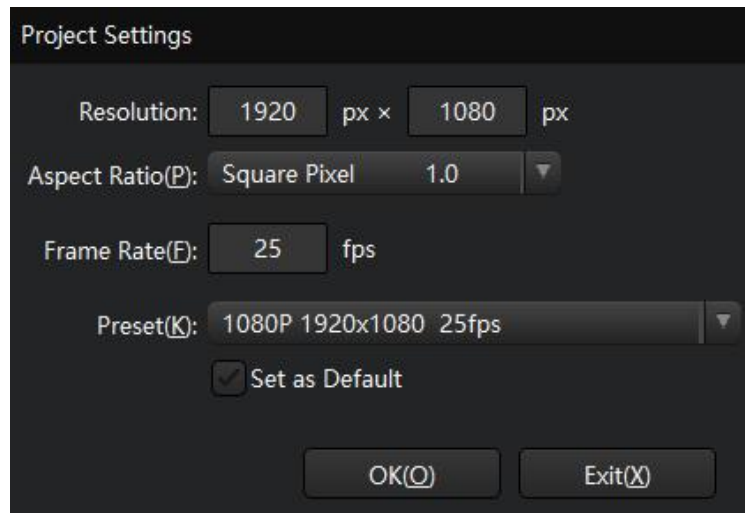 Project Settings
Resolution: 1920 px × 1080 px
Aspect Ratio(P): Square Pixel 1.0
Frame Rate(F): 25 fps
Preset(K): 1080P 1920x1080 25fps
Set as Default
OK(O) Exit(X)